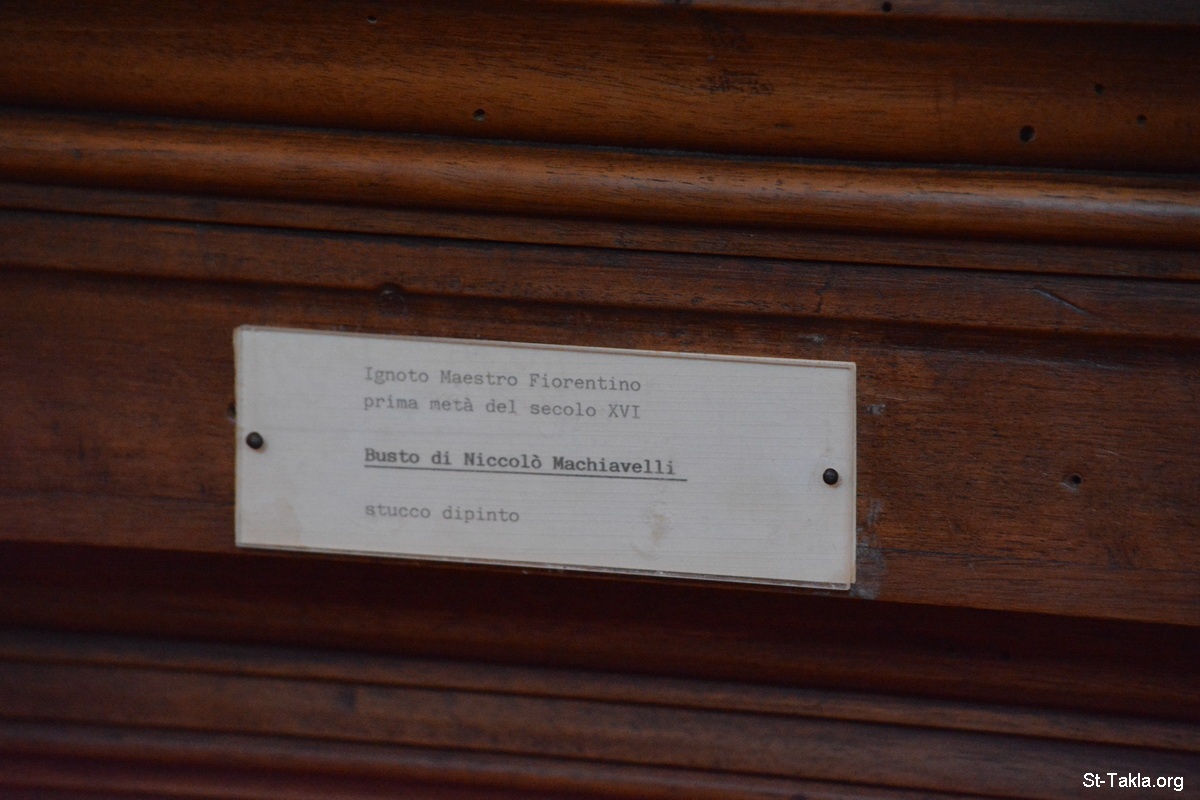 Ignoto Maestro Fiorentino
prima metà del secolo XVI
Busto di Niccolò Machiavelli
stucco dipinto
St-Takla.org